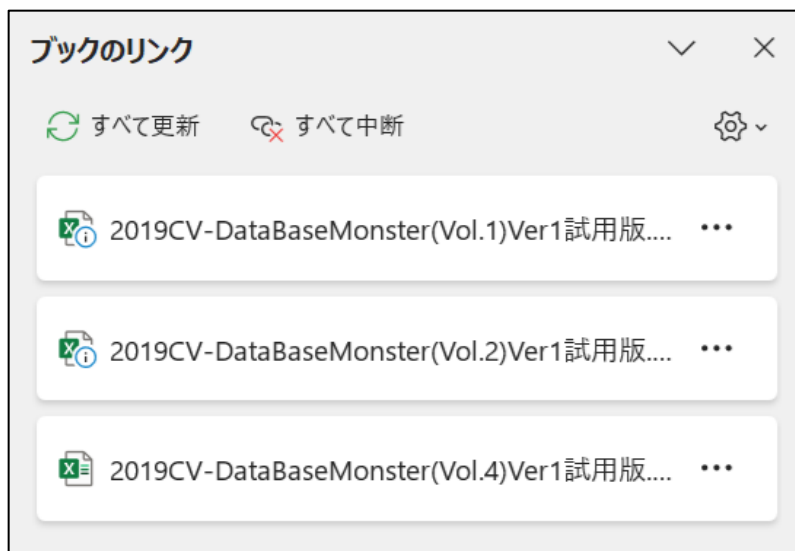 ブックのリンク
すべて更新 すべて中断
2019CV-DataBaseMonster(Vol.1)Ver1試用版....
2019CV-DataBaseMonster(Vol.2)Ver1試用版....
2019CV-DataBaseMonster(Vol.4)Ver1試用版....